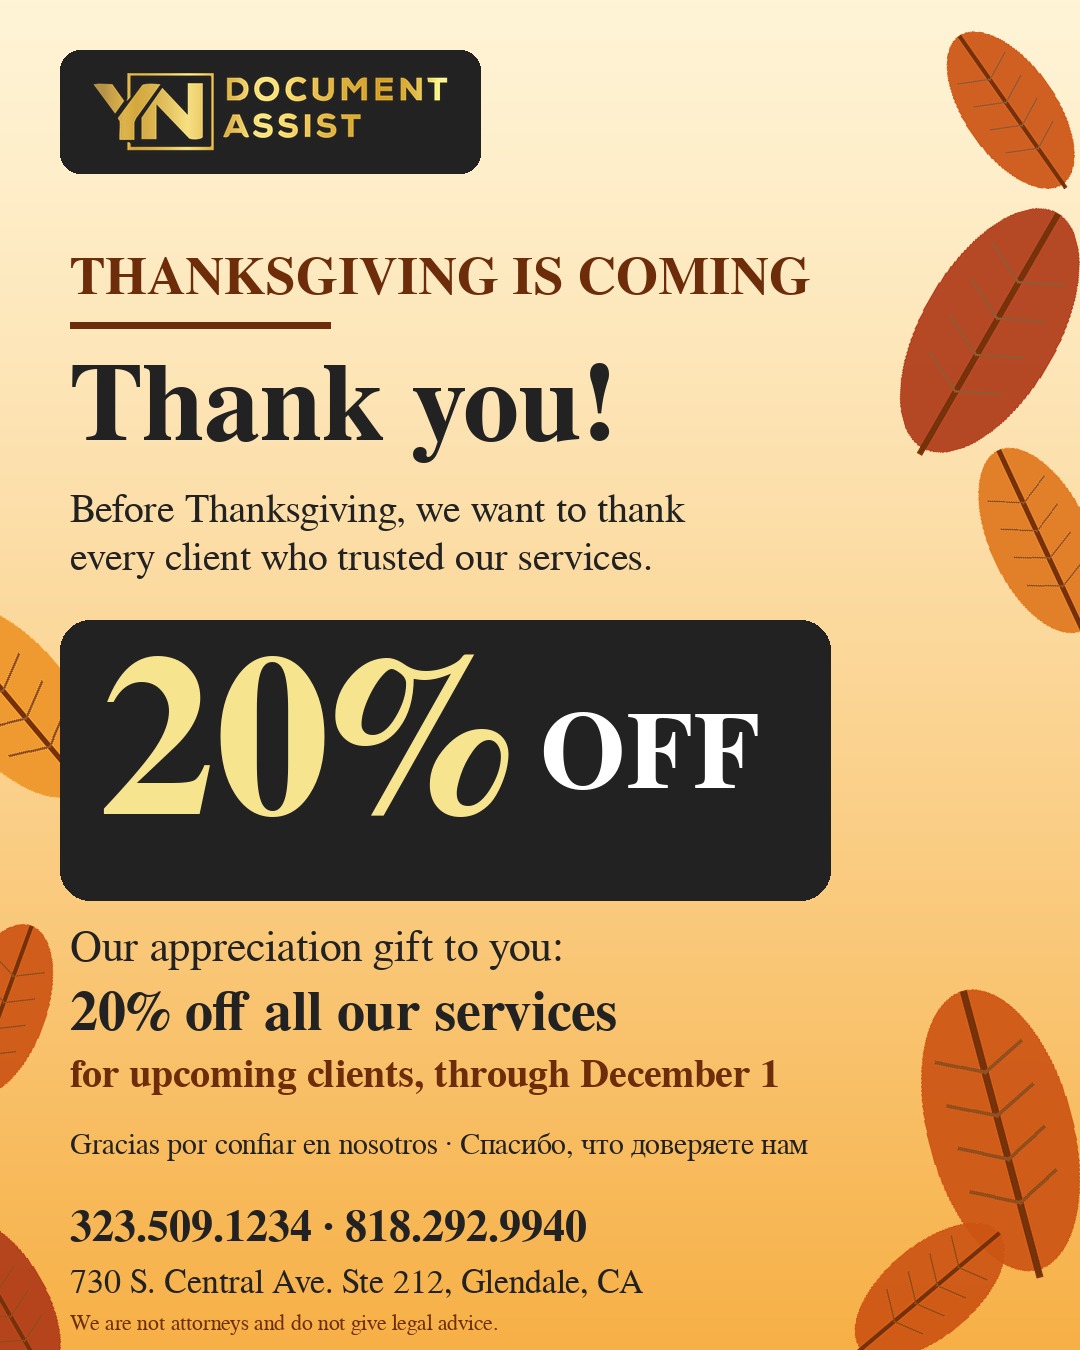 YN DOCUMENT
ASSIST
THANKSGIVING IS COMING
Thank you!
Before Thanksgiving, we want to thank
every client who trusted our services.
20% OFF
Our appreciation gift to you:
20% off all our services
for upcoming clients, through December 1
Gracias por confiar en nosotros · Спасибо, что доверяете нам
323.509.1234 · 818.292.9940
730 S. Central Ave. Ste 212, Glendale, CA
We are not attorneys and do not give legal advice.